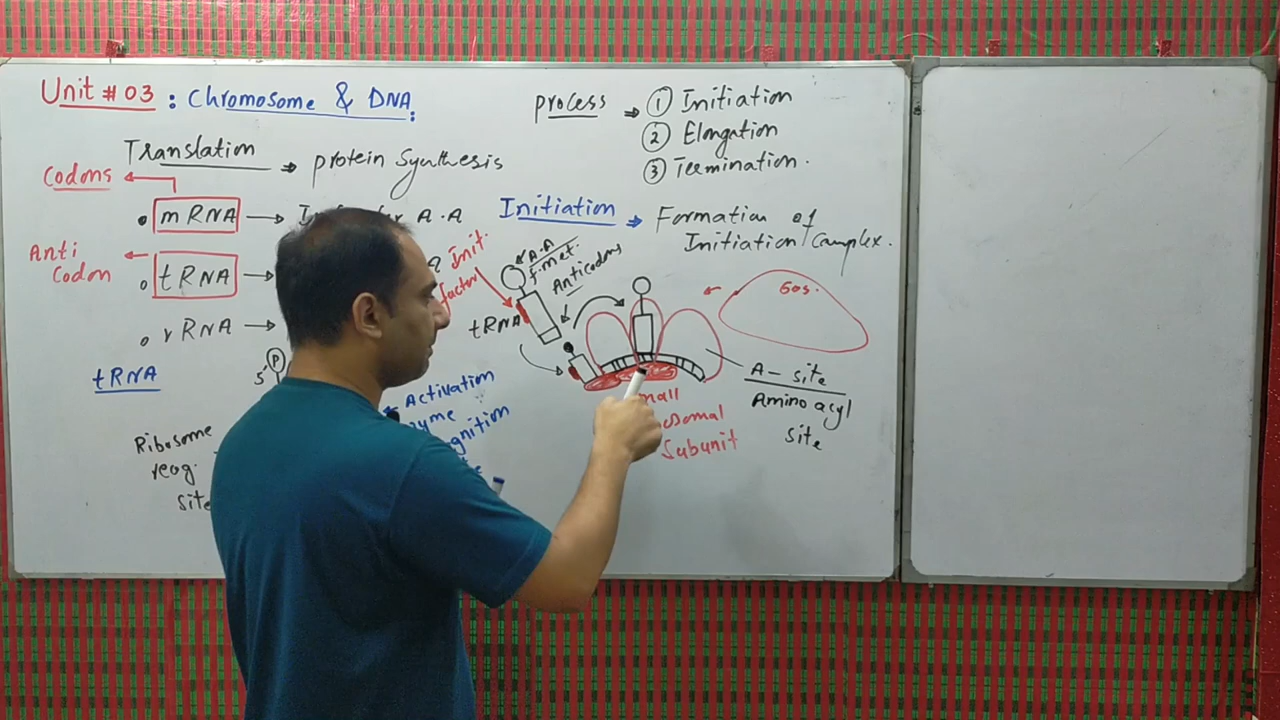 Unit # 03 : Chromosome & DNA.
Translation → protein Synthesis
Codons
mRNA → A.A
Anti
Codon
tRNA →
rRNA →
tRNA
P
5'
Ribosome
recog.
site
Activation
process → ① Initiation
② Elongation
③ Termination.
Initiation → Formation of
Initiation Complex.
Init.
factor
A.A
f.met.
Anticodons
tRNA
60s.
A - site
Amino acyl
site
Subunit